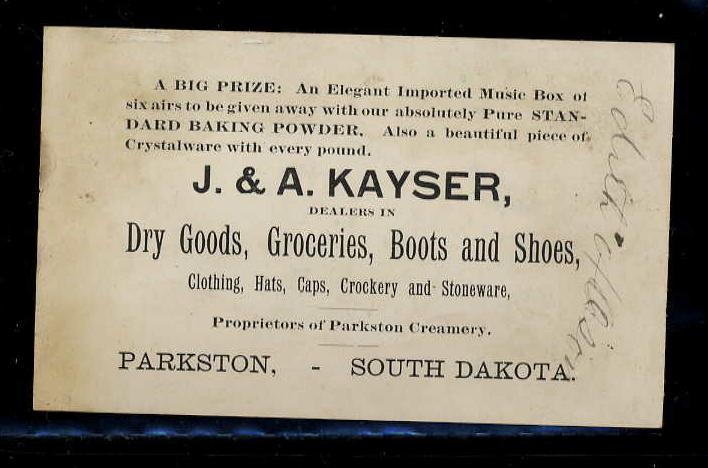 A BIG PRIZE: An Elegant Imported Music Box of
six airs to be given away with our absolutely Pure STAN-
DARD BAKING POWDER. Also a beautiful piece of
Crystalware with every pound.
J. & A. KAYSER,
DEALERS IN
Dry Goods, Groceries, Boots and Shoes,
Clothing, Hats, Caps, Crockery and Stoneware,
Proprietors of Parkston Creamery.
PARKSTON, - SOUTH DAKOTA.
Edith